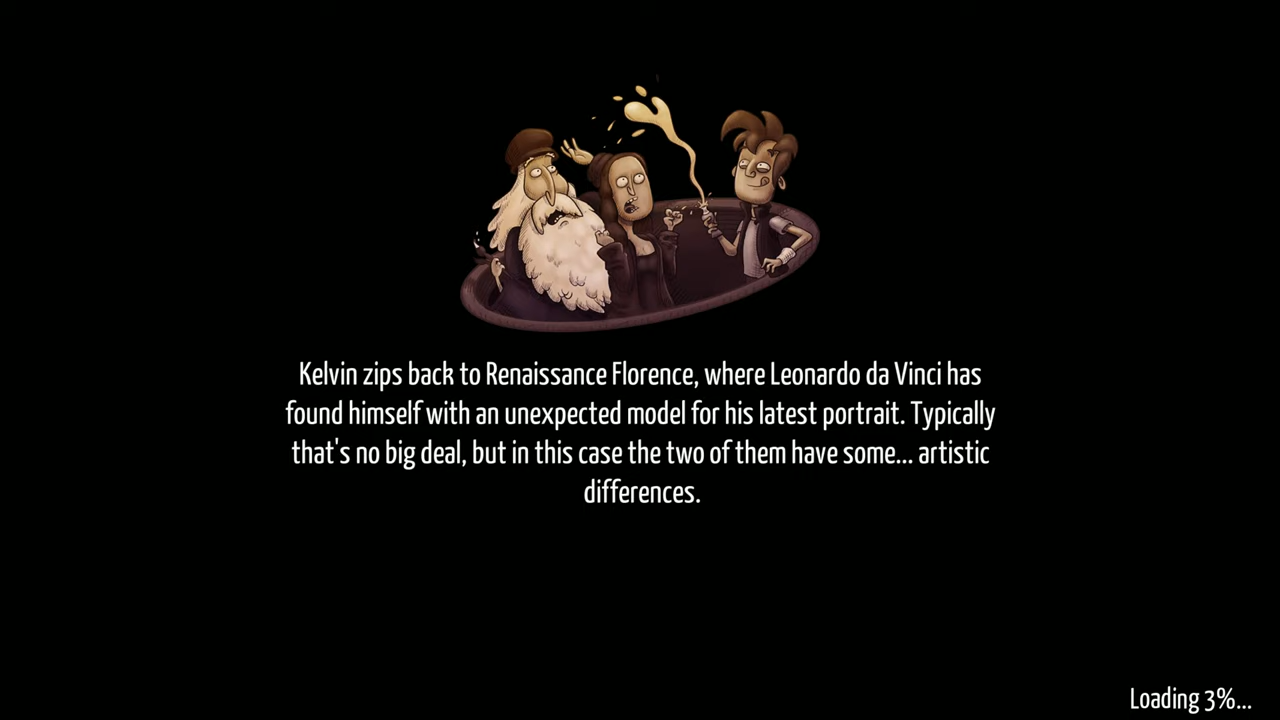 Kelvin zips back to Renaissance Florence, where Leonardo da Vinci has
found himself with an unexpected model for his latest portrait. Typically
that's no big deal, but in this case the two of them have some... artistic
differences.
Loading 3%...